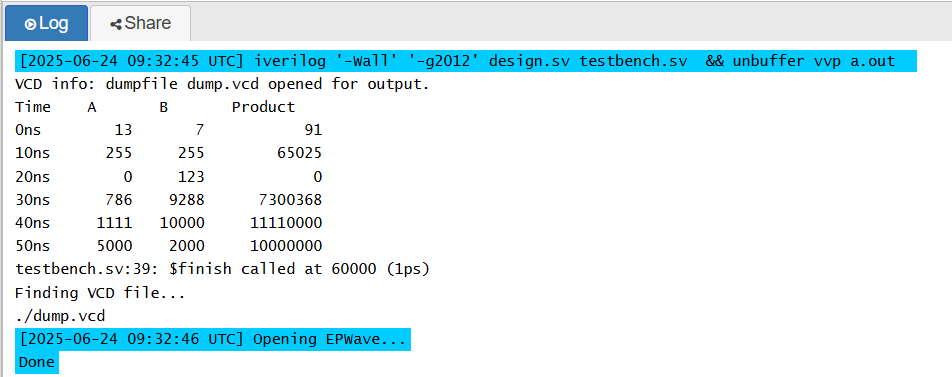 Log Share
[2025-06-24 09:32:45 UTC] iverilog '-Wall' '-g2012' design.sv testbench.sv  && unbuffer vvp a.out
VCD info: dumpfile dump.vcd opened for output.
Time    A       B       Product
0ns         13       7           91
10ns       255     255        65025
20ns         0     123            0
30ns       786    9288      7300368
40ns      1111   10000     11110000
50ns      5000    2000     10000000
testbench.sv:39: $finish called at 60000 (1ps)
Finding VCD file...
./dump.vcd
[2025-06-24 09:32:46 UTC] Opening EPWave...
Done